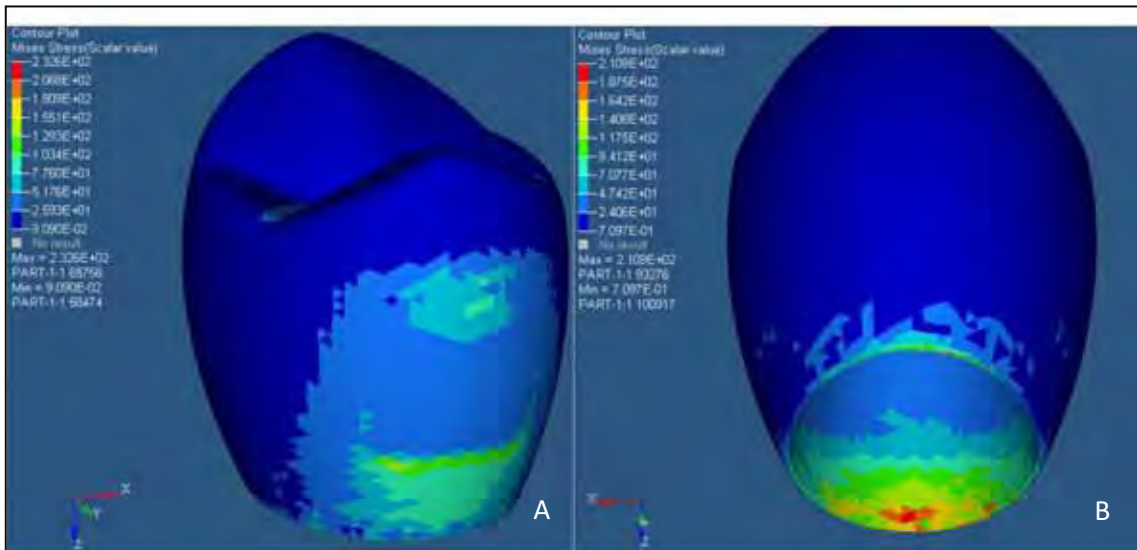 Contour Plot
Mises Stress(Scalar value)
2.326E+02
2.068E+02
1.809E+02
1.551E+02
1.293E+02
1.034E+02
7.760E+01
5.176E+01
2.593E+01
9.090E-02
No result
Max = 2.326E+02
PART-1-1 68756
Min = 9.090E-02
PART-1-1 68474
X
Y
Z
A
Contour Plot
Mises Stress(Scalar value)
2.108E+02
1.875E+02
1.642E+02
1.408E+02
1.175E+02
9.412E+01
7.077E+01
4.742E+01
2.406E+01
7.097E-01
No result
Max = 2.108E+02
PART-1-1 93276
Min = 7.097E-01
PART-1-1 100917
X
Z
B